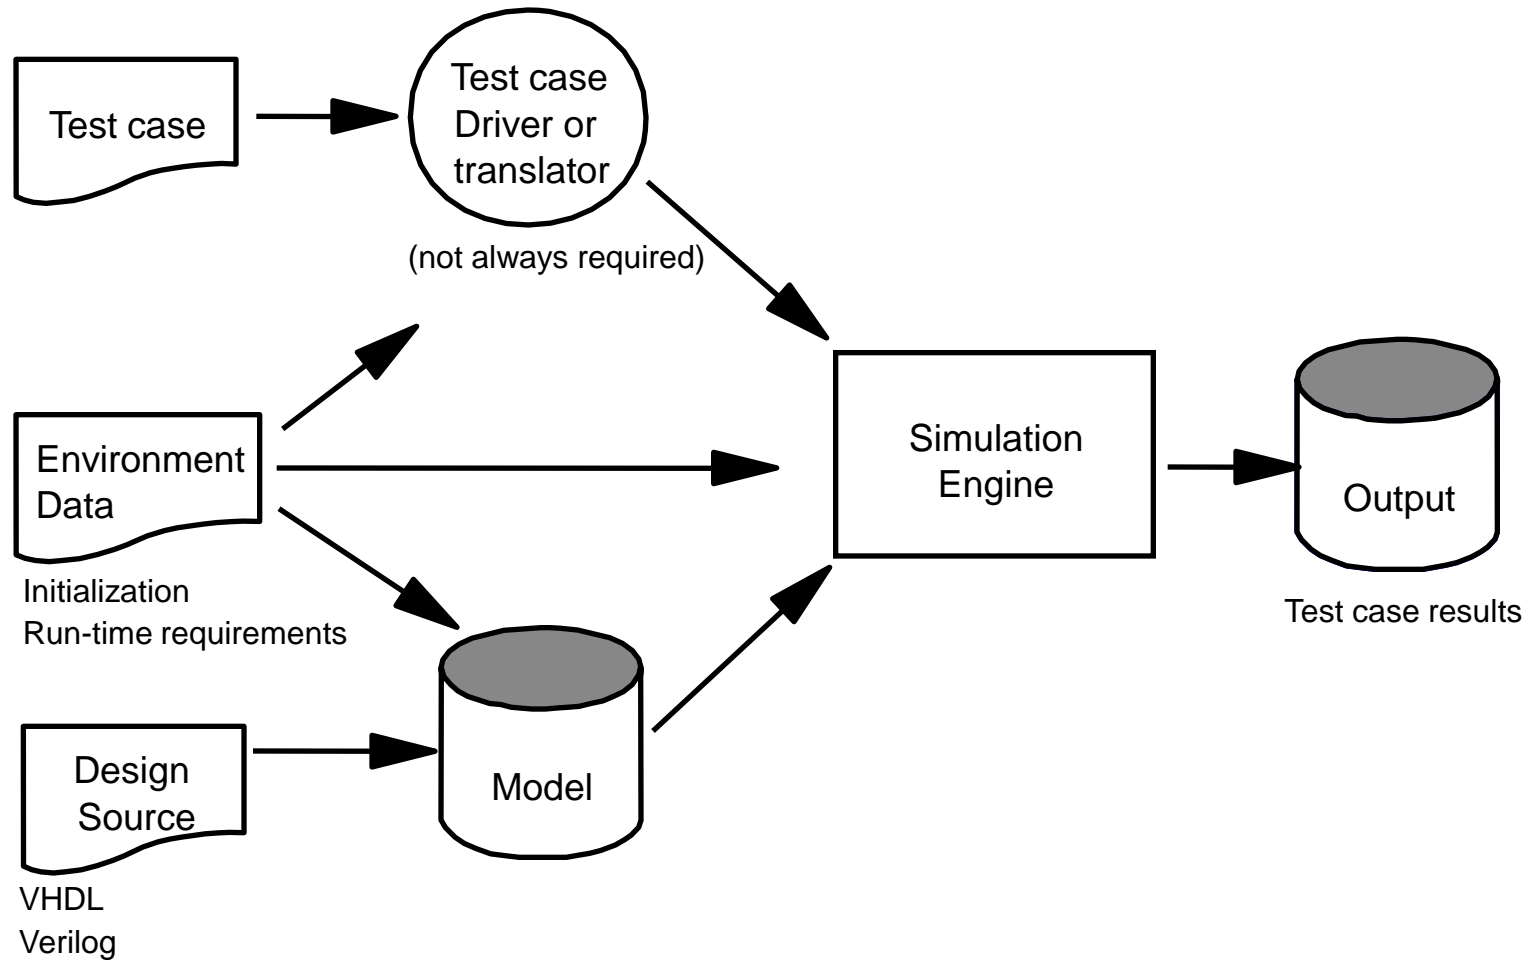 Test case
Test case
Driver or
translator
(not always required)
Environment
Data
Initialization
Run-time requirements
Simulation
Engine
Output
Test case results
Design
Source
Model
VHDL
Verilog